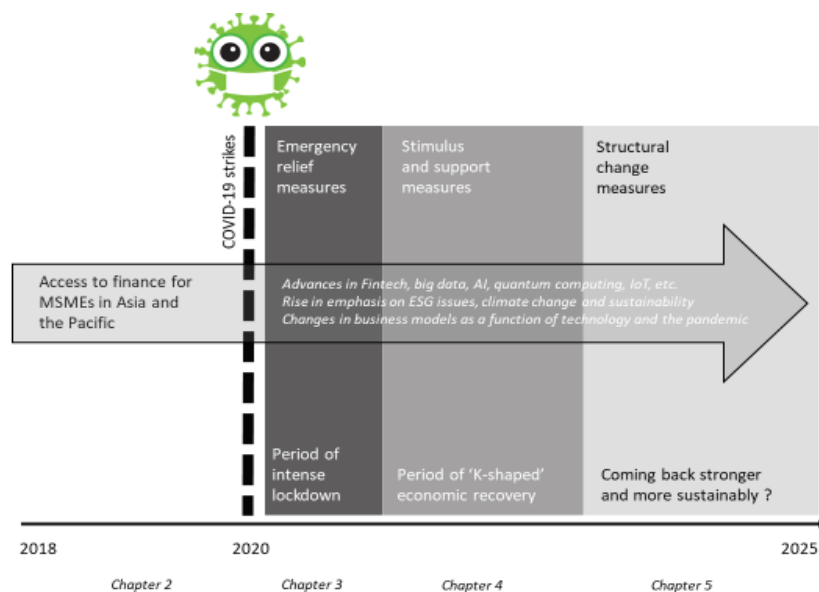 COVID-19 strikes
Emergency
relief
measures
Stimulus
and support
measures
Structural
change
measures
Access to finance for
MSMEs in Asia and
the Pacific
Advances in Fintech, big data, AI, quantum computing, IoT, etc.
Rise in emphasis on ESG issues, climate change and sustainability
Changes in business models as a function of technology and the pandemic
Period of
intense
lockdown
Period of ‘K-shaped’
economic recovery
Coming back stronger
and more sustainably ?
2018
2020
2025
Chapter 2
Chapter 3
Chapter 4
Chapter 5